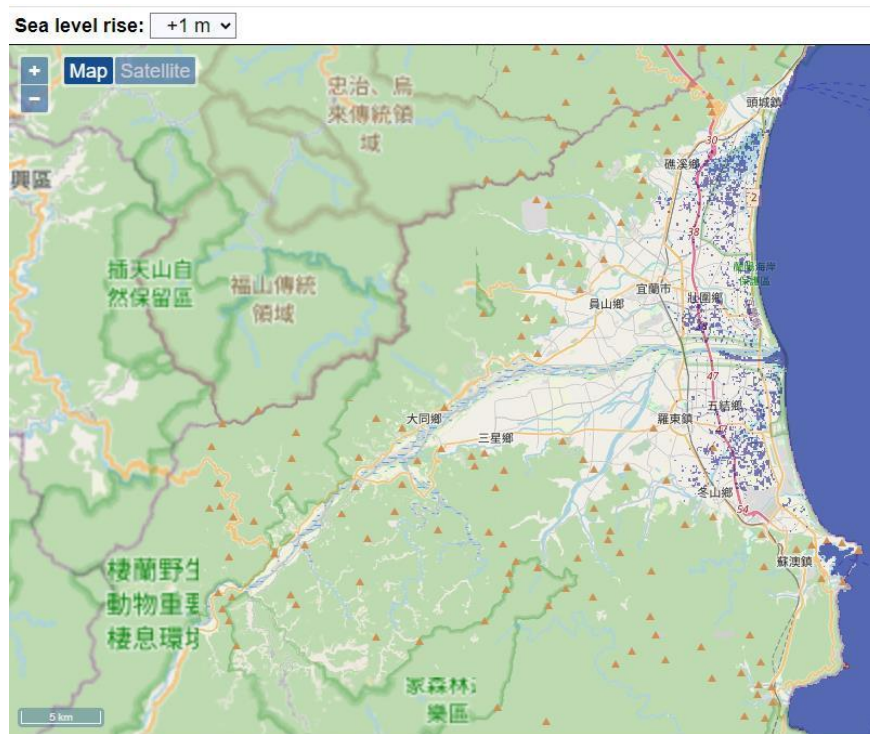 Sea level rise: +1 m
+
Map Satellite
−
忠治、烏
來傳統領
域
頭城鎮
30
礁溪鄉
興區
2
38
插天山自
然保留區
福山傳統
領域
宜蘭市
員山鄉
壯圍鄉
47
大同鄉
五結鄉
羅東鎮
三星鄉
冬山鄉
54
蘇澳鎮
棲蘭野生
動物重要
棲息環境
家森林遊
樂區
5 km